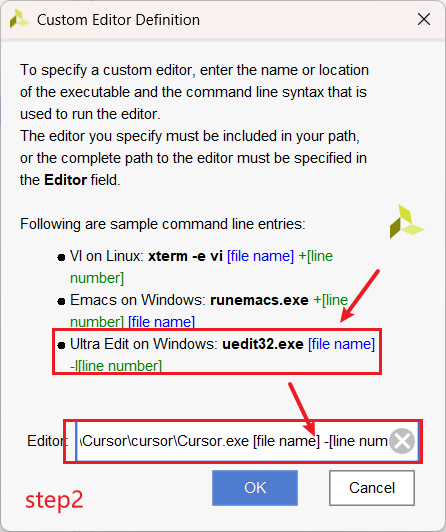 Custom Editor Definition
To specify a custom editor, enter the name or location
of the executable and the command line syntax that is
used to run the editor.
The editor you specify must be included in your path,
or the complete path to the editor must be specified in
the Editor field.
Following are sample command line entries:
VI on Linux: xterm -e vi [file name] +[line
number]
Emacs on Windows: runemacs.exe +[line
number] [file name]
Ultra Edit on Windows: uedit32.exe [file name]
-l[line number]
Editor: \Cursor\cursor\Cursor.exe [file name] -[line num
OK
Cancel
step2